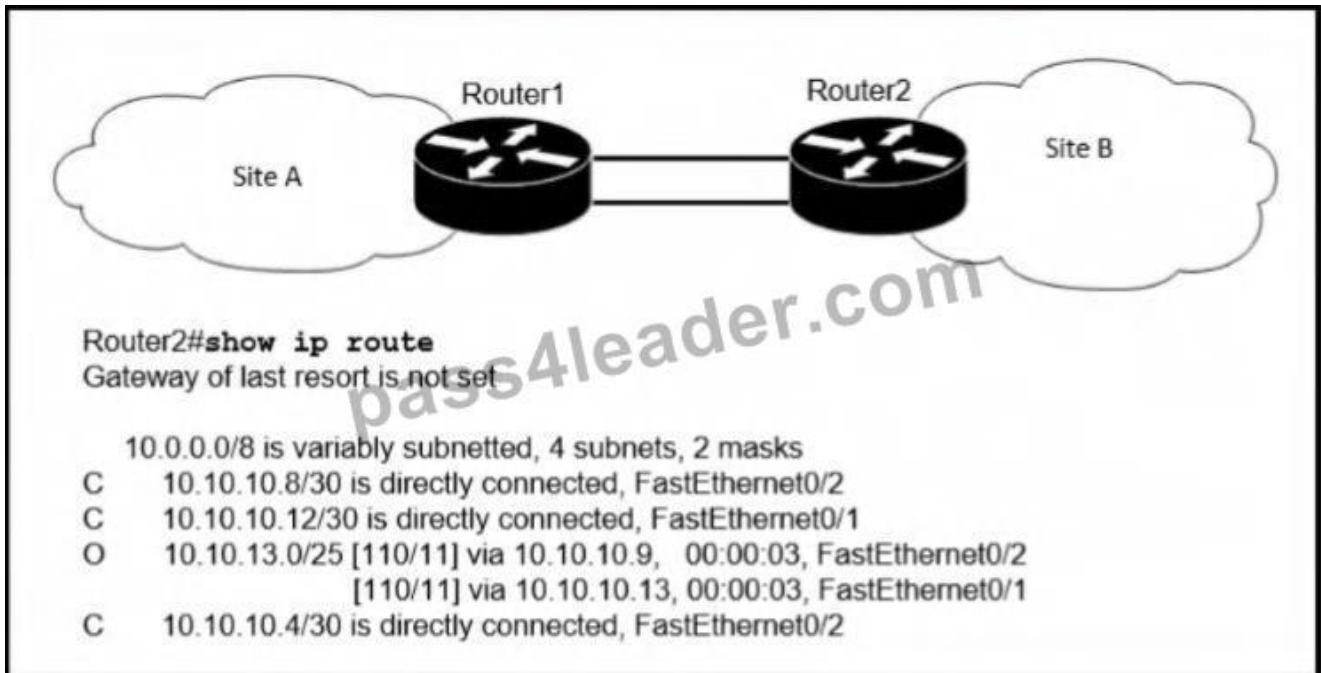 Router1
Router2
Site A
Site B
pass4leader.com
Router2#show ip route
Gateway of last resort is not set
10.0.0.0/8 is variably subnetted, 4 subnets, 2 masks
C 10.10.10.8/30 is directly connected, FastEthernet0/2
C 10.10.10.12/30 is directly connected, FastEthernet0/1
O 10.10.13.0/25 [110/11] via 10.10.10.9, 00:00:03, FastEthernet0/2
[110/11] via 10.10.10.13, 00:00:03, FastEthernet0/1
C 10.10.10.4/30 is directly connected, FastEthernet0/2